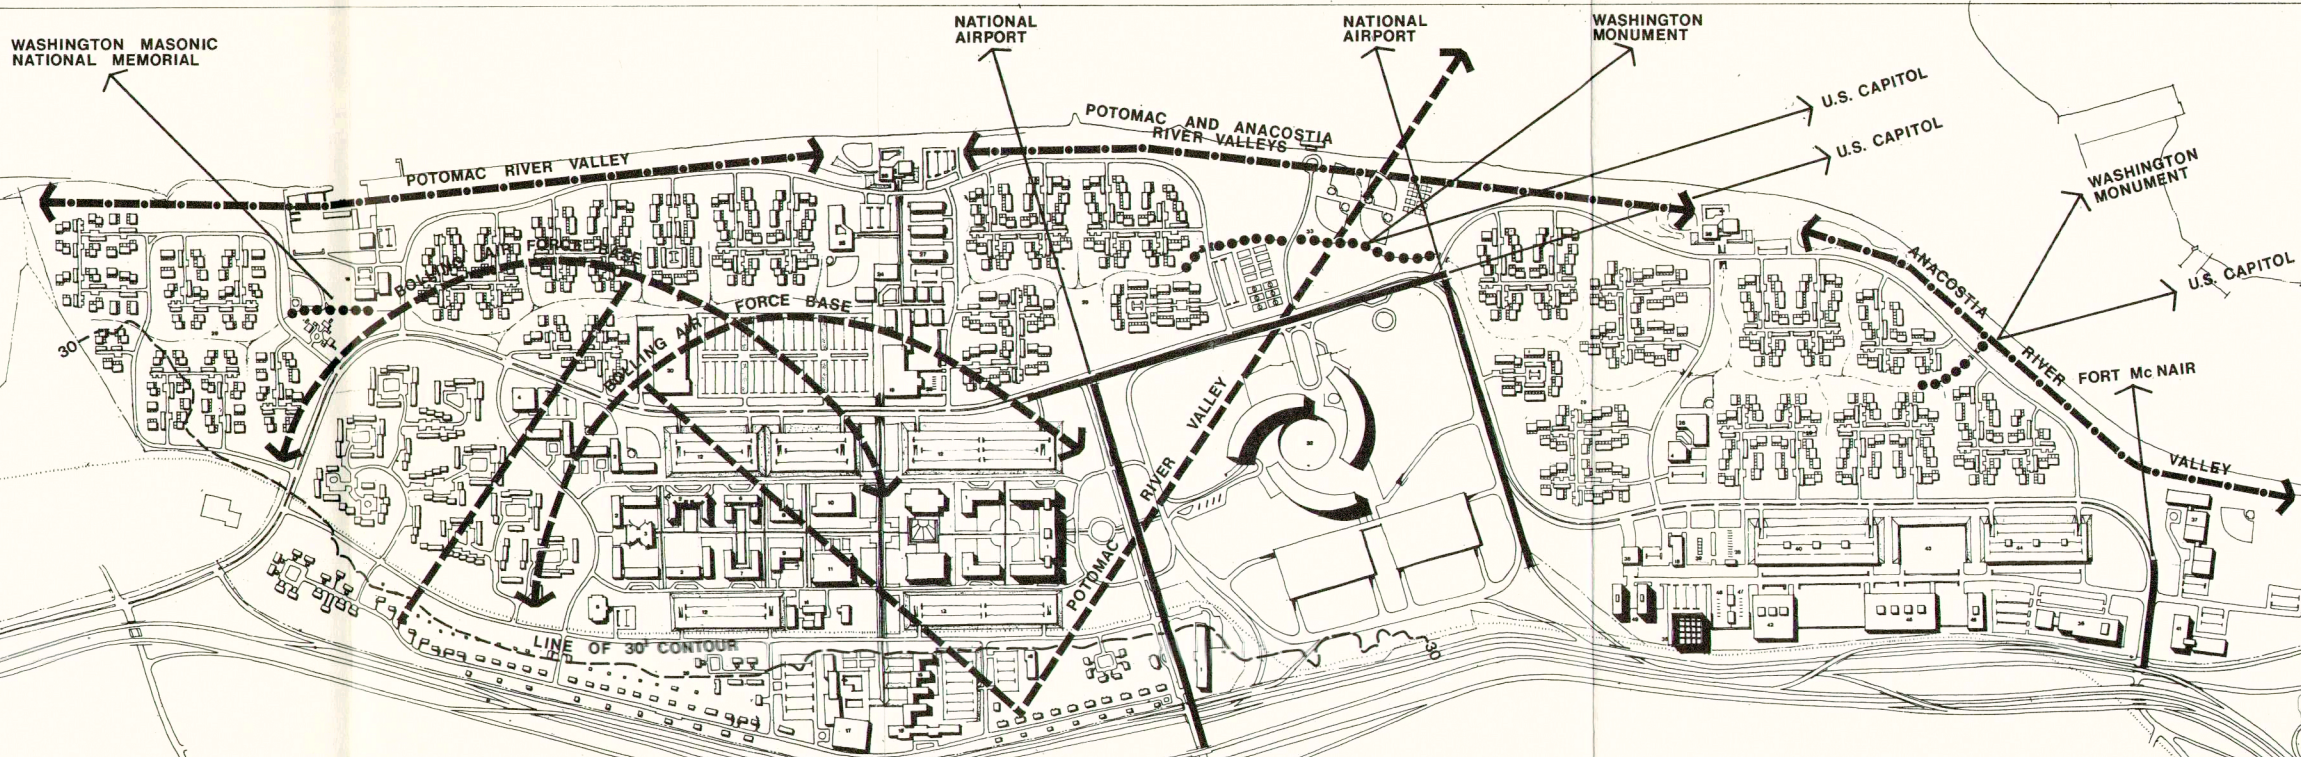 WASHINGTON MASONIC
NATIONAL MEMORIAL
NATIONAL
AIRPORT
NATIONAL
AIRPORT
WASHINGTON
MONUMENT
U.S. CAPITOL
U.S. CAPITOL
POTOMAC RIVER VALLEY
POTOMAC AND ANACOSTIA
RIVER VALLEYS
WASHINGTON
MONUMENT
U.S. CAPITOL
BOLLING AIR FORCE BASE
BOLLING AIR FORCE BASE
ANACOSTIA RIVER VALLEY
FORT Mc NAIR
POTOMAC RIVER VALLEY
30
LINE OF 30' CONTOUR
30